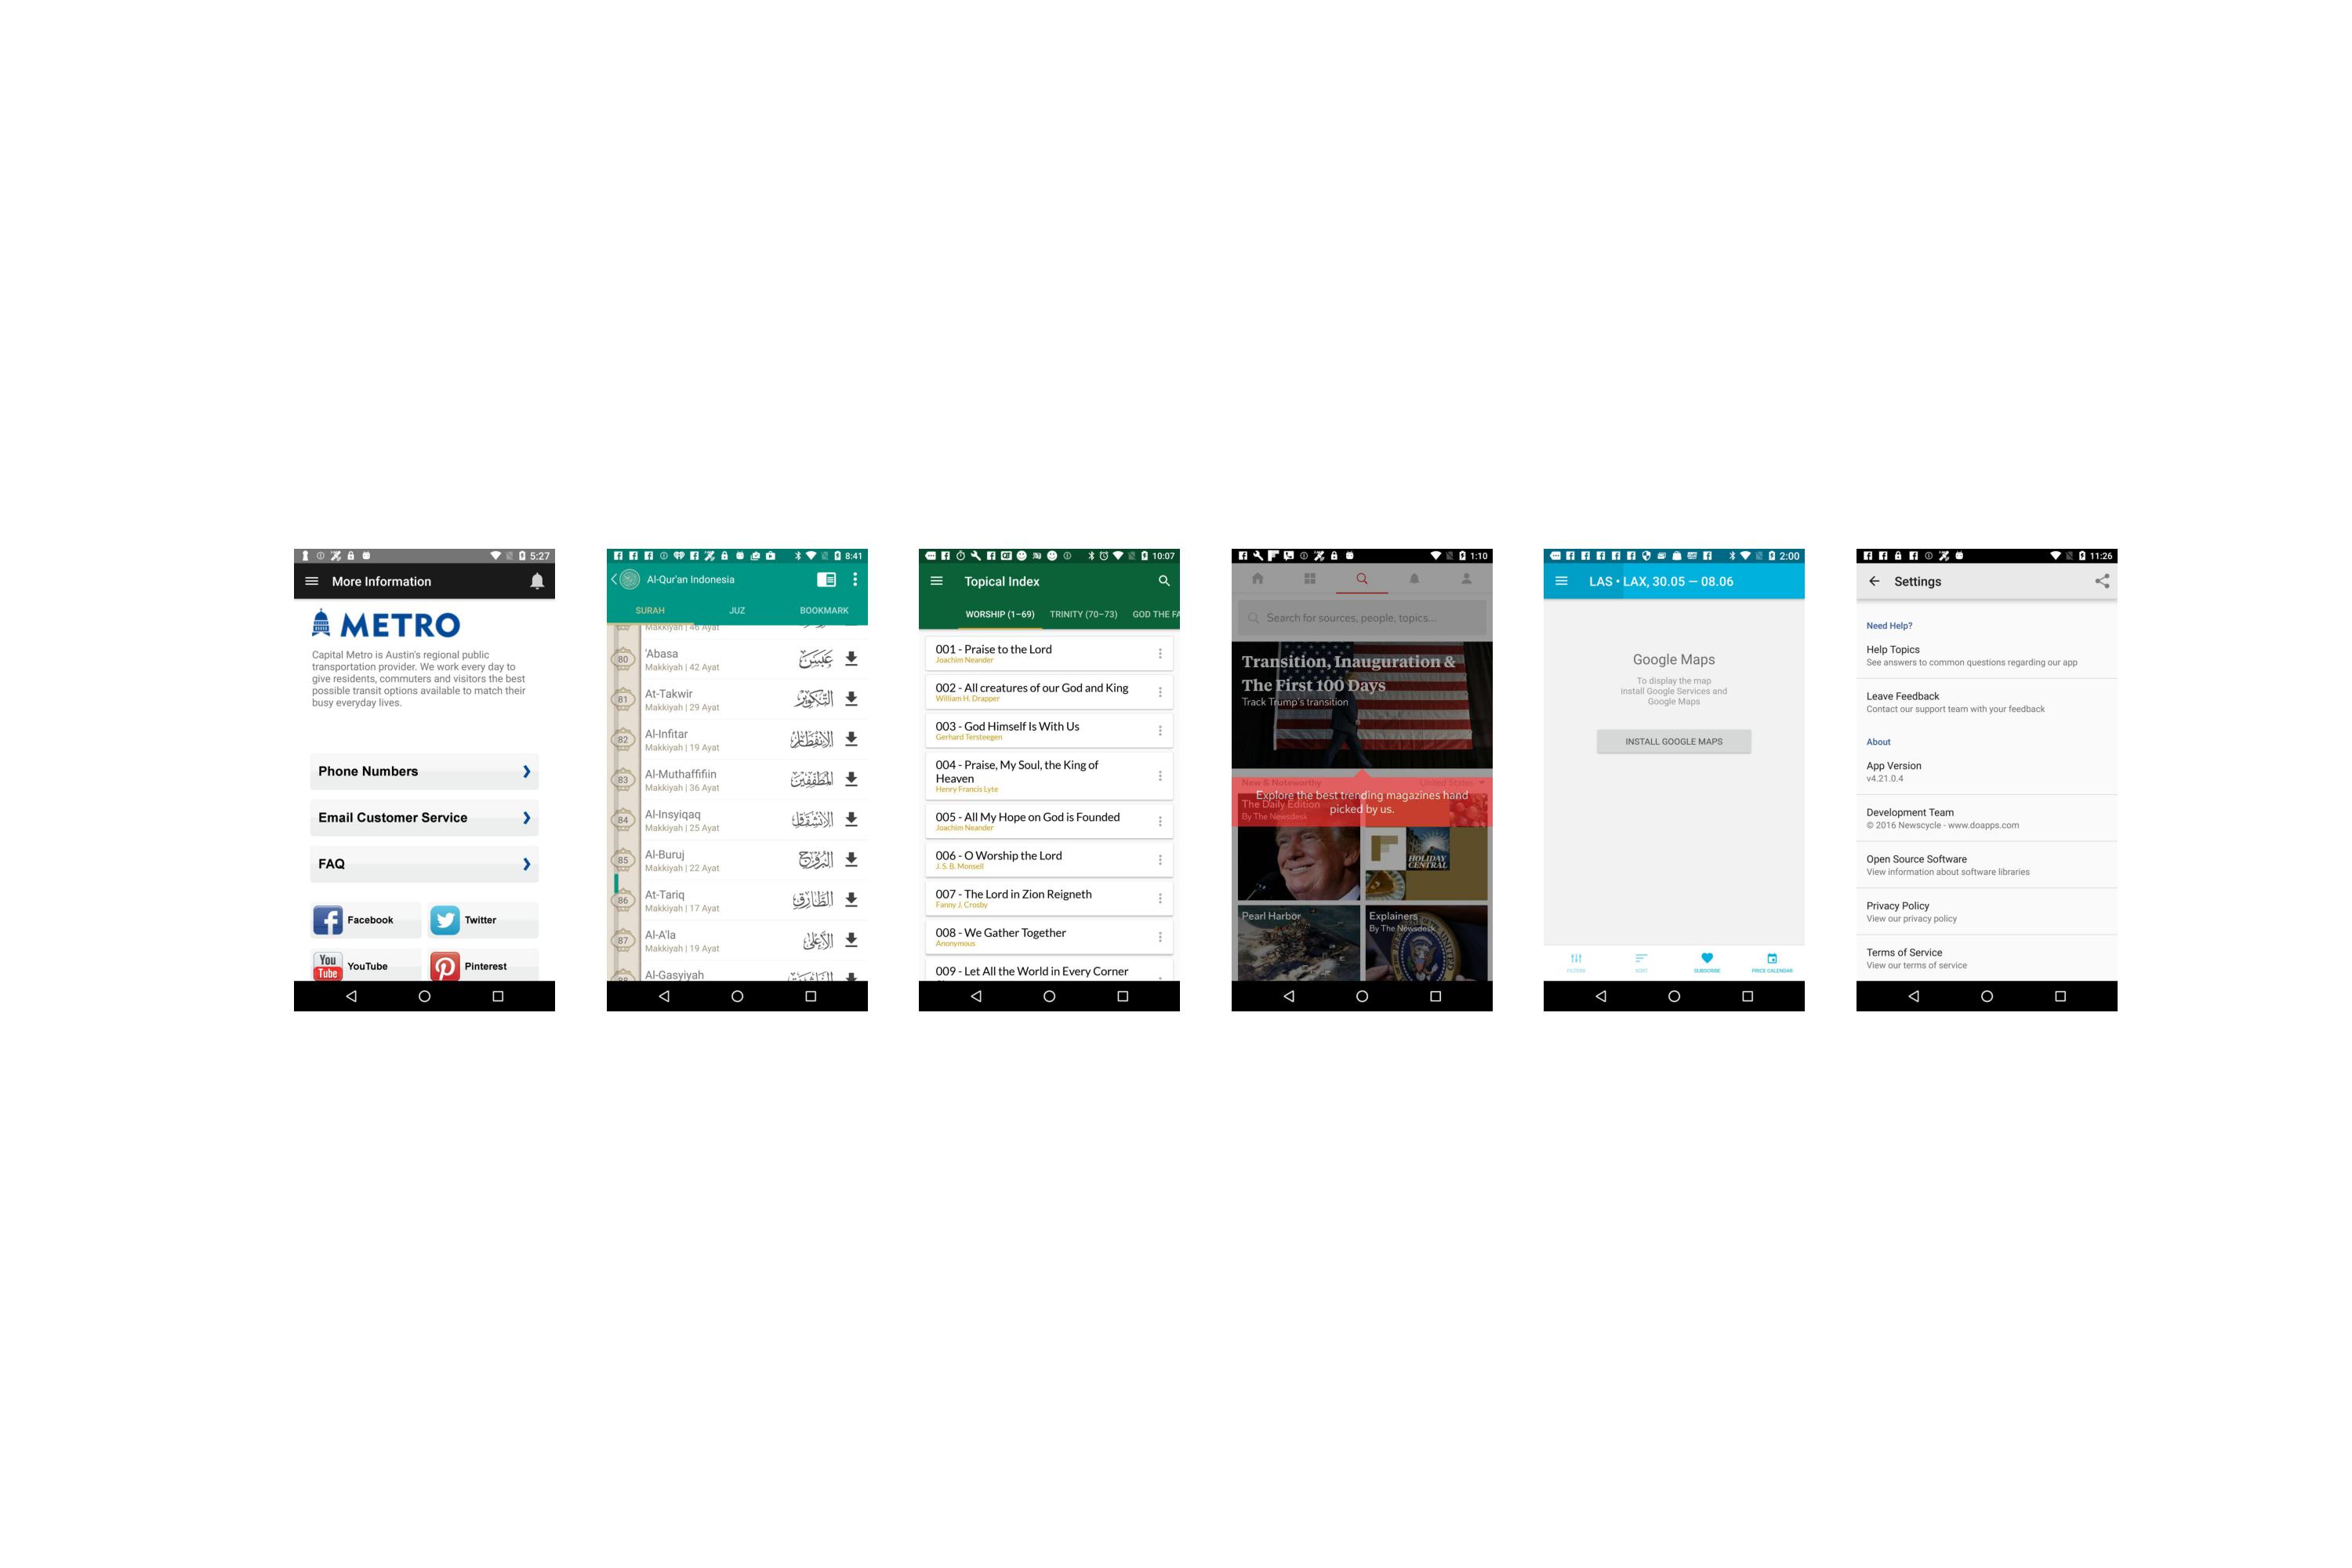 5:27
More Information
METRO
Capital Metro is Austin's regional public
transportation provider. We work every day to
give residents, commuters and visitors the best
possible transit options available to match their
busy everyday lives.
Phone Numbers
Email Customer Service
FAQ
Facebook
Twitter
You
Tube
YouTube
Pinterest
8:41
Al-Qur'an Indonesia
SURAH
JUZ
BOOKMARK
Makkiyah | 46 Ayat
80
'Abasa
Makkiyah | 42 Ayat
عبس
81
At-Takwir
Makkiyah | 29 Ayat
التكوير
82
Al-Infitar
Makkiyah | 19 Ayat
الانفطار
83
Al-Muthaffifiin
Makkiyah | 36 Ayat
المطففين
84
Al-Insyiqaq
Makkiyah | 25 Ayat
الانشقاق
85
Al-Buruj
Makkiyah | 22 Ayat
البروج
86
At-Tariq
Makkiyah | 17 Ayat
الطارق
87
Al-A'la
Makkiyah | 19 Ayat
الأعلى
88
Al-Gasyiyah
10:07
Topical Index
WORSHIP (1–69)
TRINITY (70–73)
GOD THE FA
001 - Praise to the Lord
Joachim Neander
002 - All creatures of our God and King
William H. Drapper
003 - God Himself Is With Us
Gerhard Tersteegen
004 - Praise, My Soul, the King of
Heaven
Henry Francis Lyte
005 - All My Hope on God is Founded
Joachim Neander
006 - O Worship the Lord
J. S. B. Monsell
007 - The Lord in Zion Reigneth
Fanny J. Crosby
008 - We Gather Together
Anonymous
009 - Let All the World in Every Corner
1:10
Search for sources, people, topics...
Transition, Inauguration &
The First 100 Days
Track Trump's transition
New & Noteworthy
United States
Explore the best trending magazines hand
picked by us.
The Daily Edition
By The Newsdesk
HOLIDAY
CENTRAL
Pearl Harbor
Explainers
By The Newsdesk
2:00
LAS • LAX, 30.05 — 08.06
Google Maps
To display the map
install Google Services and
Google Maps
INSTALL GOOGLE MAPS
FILTERS
SORT
SUBSCRIBE
PRICE CALENDAR
11:26
Settings
Need Help?
Help Topics
See answers to common questions regarding our app
Leave Feedback
Contact our support team with your feedback
About
App Version
v4.21.0.4
Development Team
© 2016 Newscycle - www.doapps.com
Open Source Software
View information about software libraries
Privacy Policy
View our privacy policy
Terms of Service
View our terms of service